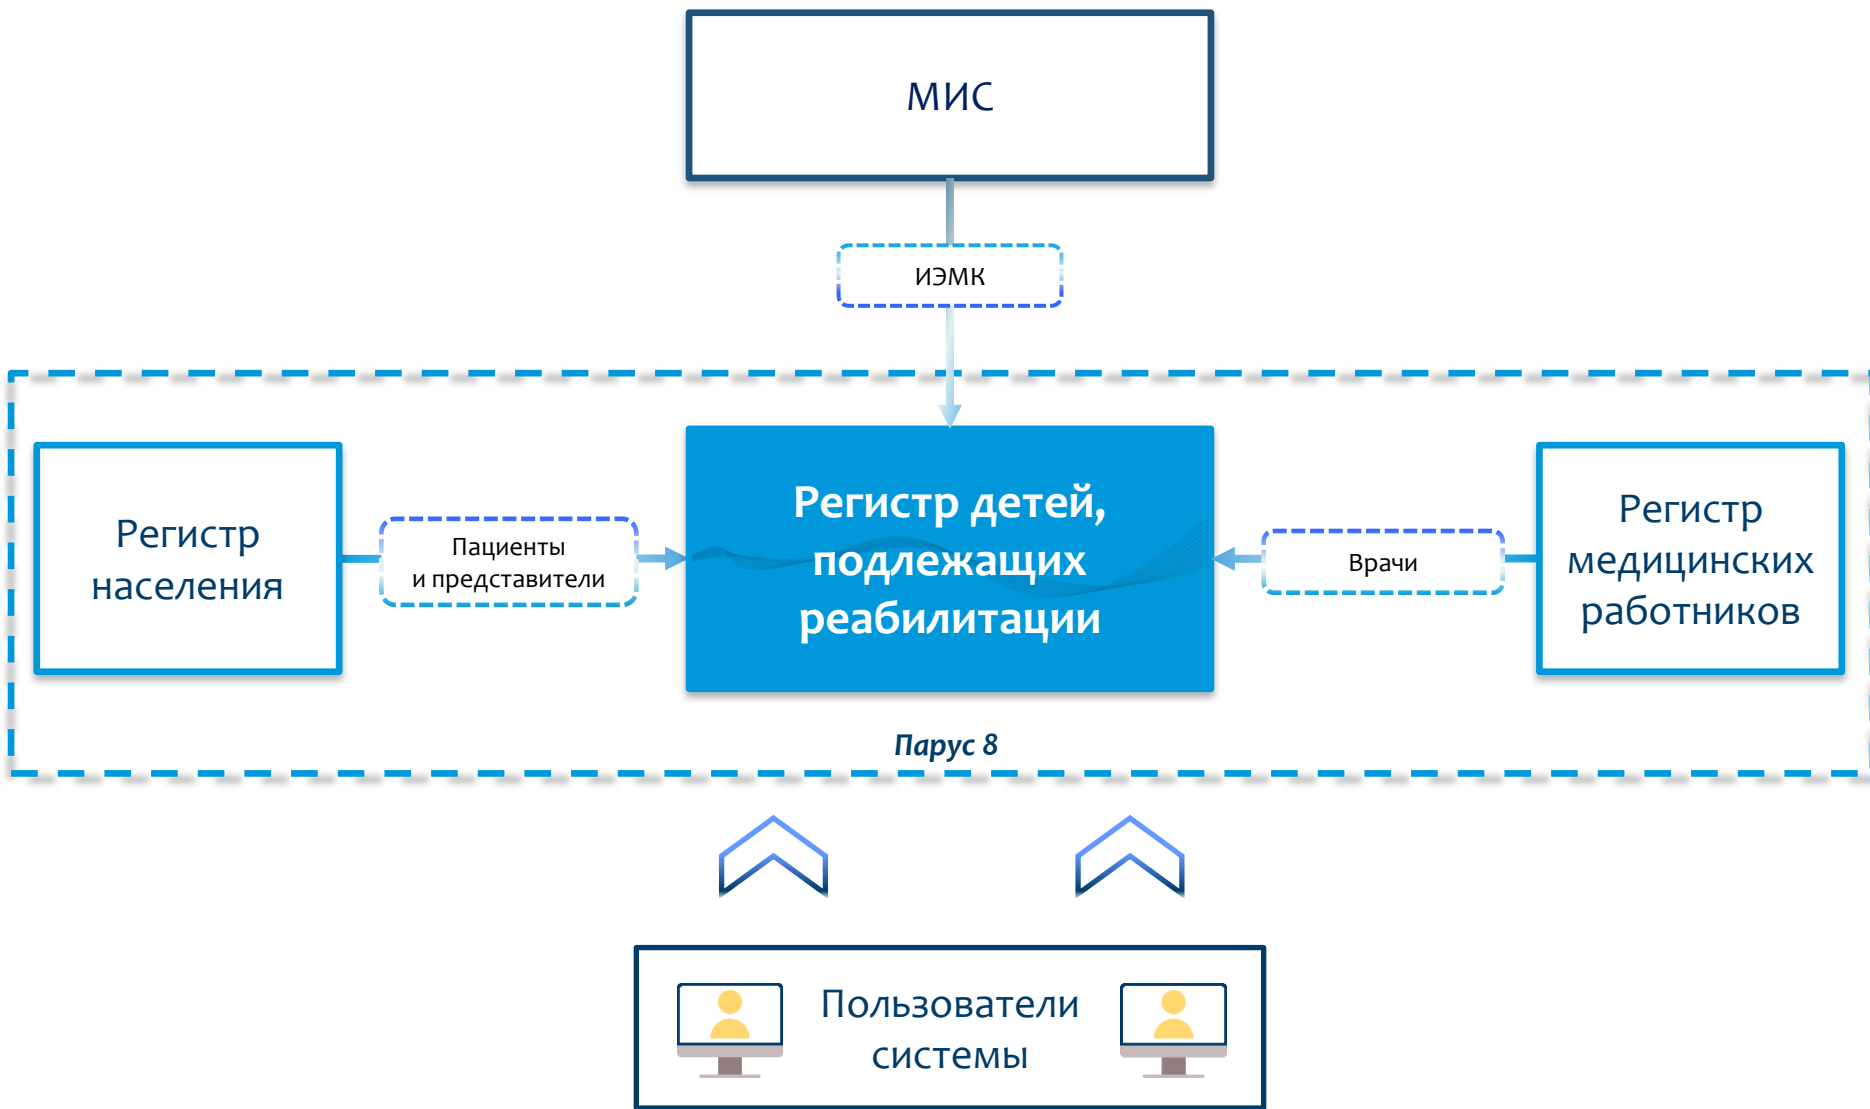 МИС
ИЭМК
Регистр
населения
Пациенты
и представители
Регистр детей,
подлежащих
реабилитации
Врачи
Регистр
медицинских
работников
Парус 8
Пользователи
системы